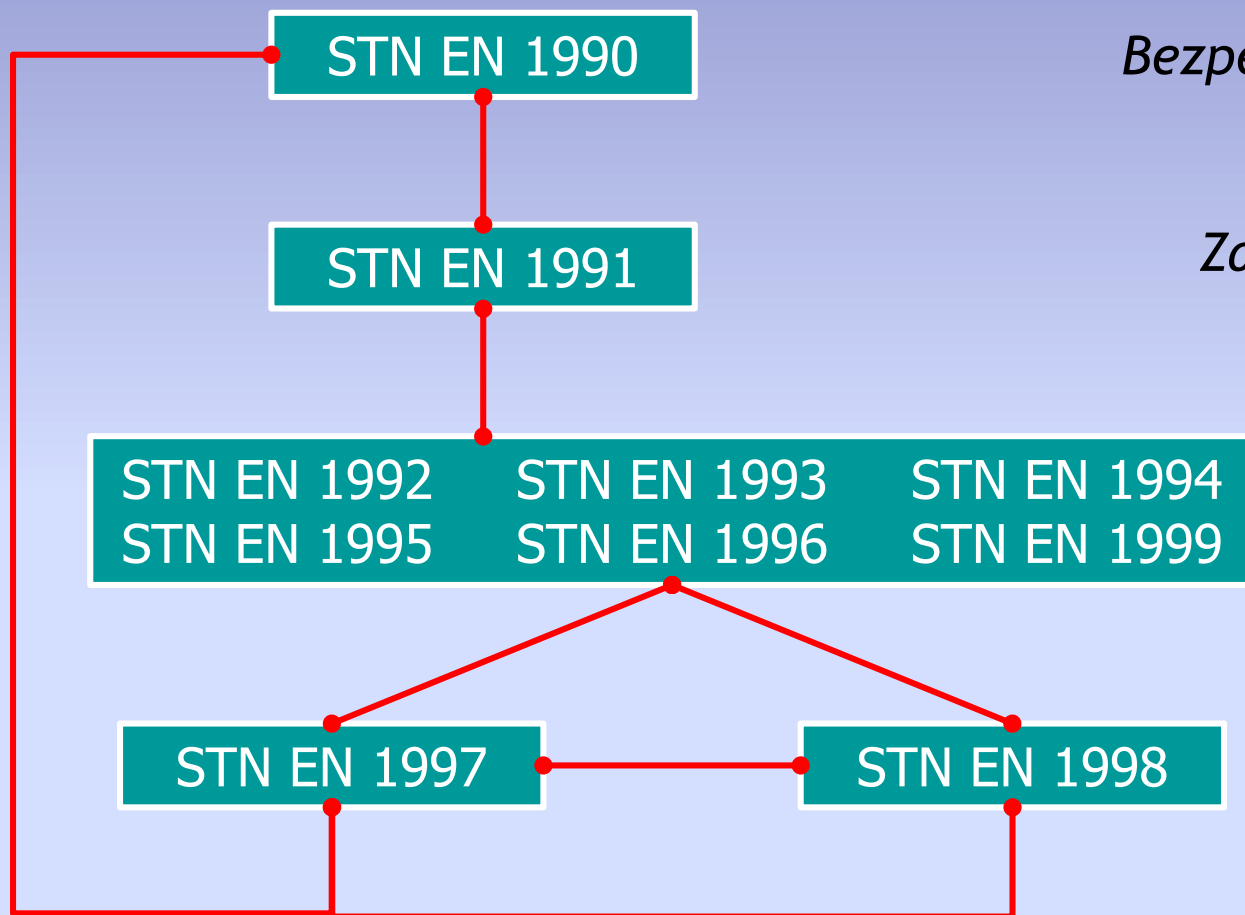 STN EN 1990
STN EN 1991
STN EN 1992 STN EN 1993 STN EN 1994
STN EN 1995 STN EN 1996 STN EN 1999
STN EN 1997 STN EN 1998